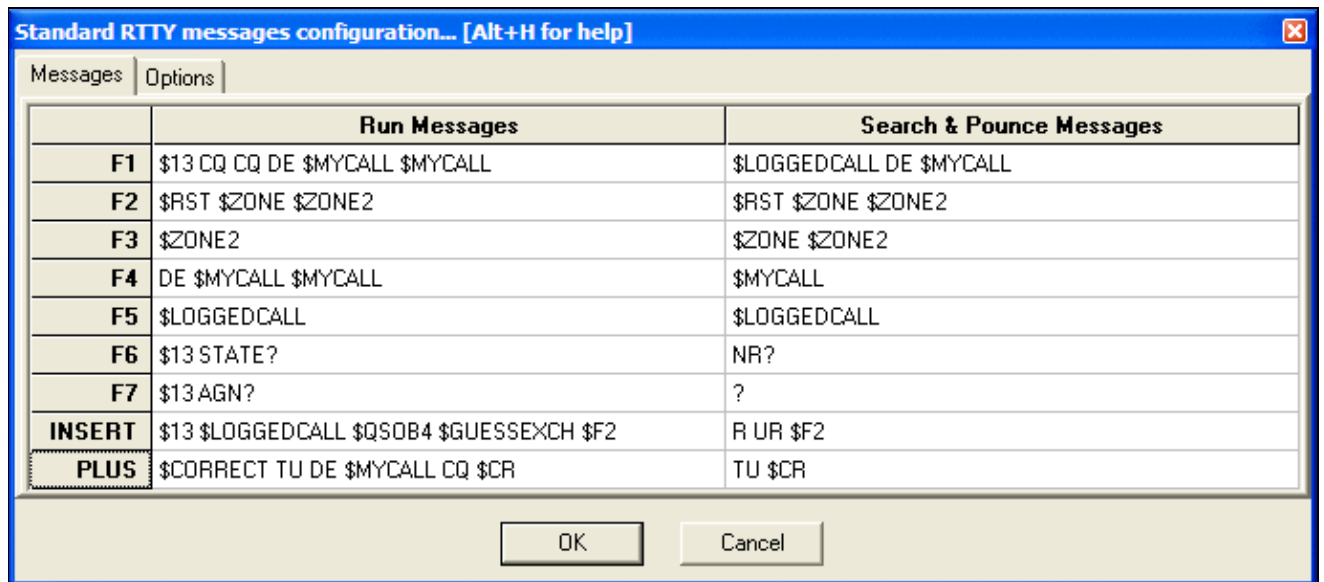 Standard RTTY messages configuration... [Alt+H for help]
Messages Options
Run Messages Search & Pounce Messages
F1 $13 CQ CQ DE $MYCALL $MYCALL $LOGGEDCALL DE $MYCALL
F2 $RST $ZONE $ZONE2 $RST $ZONE $ZONE2
F3 $ZONE2 $ZONE $ZONE2
F4 DE $MYCALL $MYCALL $MYCALL
F5 $LOGGEDCALL $LOGGEDCALL
F6 $13 STATE? NR?
F7 $13 AGN? ?
INSERT $13 $LOGGEDCALL $QSOB4 $GUESSEXCH $F2 R UR $F2
PLUS $CORRECT TU DE $MYCALL CQ $CR TU $CR
OK Cancel